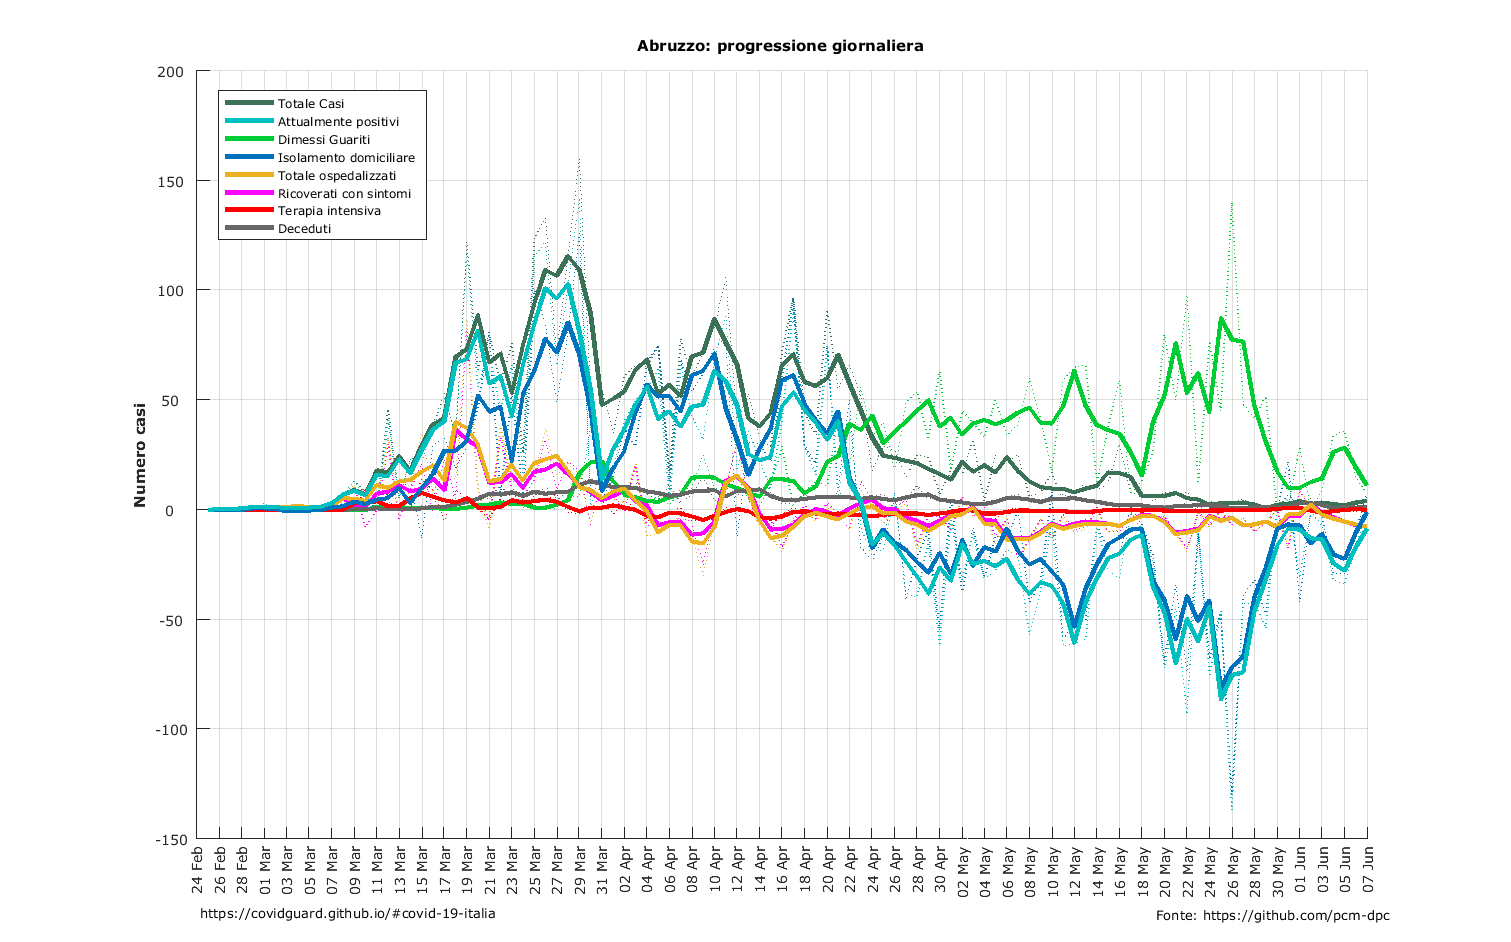 Abruzzo: progressione giornaliera
Numero casi
200
150
100
50
0
-50
-100
-150
Totale Casi
Attualmente positivi
Dimessi Guariti
Isolamento domiciliare
Totale ospedalizzati
Ricoverati con sintomi
Terapia intensiva
Deceduti
24 Feb
26 Feb
28 Feb
01 Mar
03 Mar
05 Mar
07 Mar
09 Mar
11 Mar
13 Mar
15 Mar
17 Mar
19 Mar
21 Mar
23 Mar
25 Mar
27 Mar
29 Mar
31 Mar
02 Apr
04 Apr
06 Apr
08 Apr
10 Apr
12 Apr
14 Apr
16 Apr
18 Apr
20 Apr
22 Apr
24 Apr
26 Apr
28 Apr
30 Apr
02 May
04 May
06 May
08 May
10 May
12 May
14 May
16 May
18 May
20 May
22 May
24 May
26 May
28 May
30 May
01 Jun
03 Jun
05 Jun
07 Jun
https://covidguard.github.io/#covid-19-italia
Fonte: https://github.com/pcm-dpc